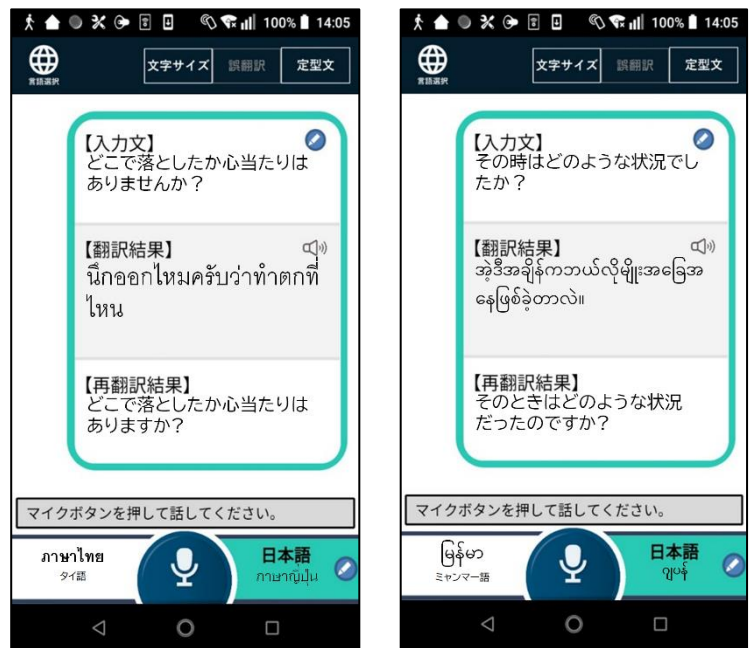 100% 14:05
言語選択
文字サイズ 誤翻訳 定型文
【入力文】
どこで落としたか心当たりは
ありませんか？
【翻訳結果】
นึกออกไหมครับว่าทำตกที่
ไหน
【再翻訳結果】
どこで落としたか心当たりは
ありますか？
マイクボタンを押して話してください。
ภาษาไทย
タイ語
日本語
ภาษาญี่ปุ่น
100% 14:05
言語選択
文字サイズ 誤翻訳 定型文
【入力文】
その時はどのような状況でし
たか？
【翻訳結果】
အဲ့ဒီအချိန်ကဘယ်လိုမျိုးအခြေအ
နေဖြစ်ခဲ့တာလဲ။
【再翻訳結果】
そのときはどのような状況
だったのですか？
マイクボタンを押して話してください。
မြန်မာ
ミャンマー語
日本語
ဂျပန်